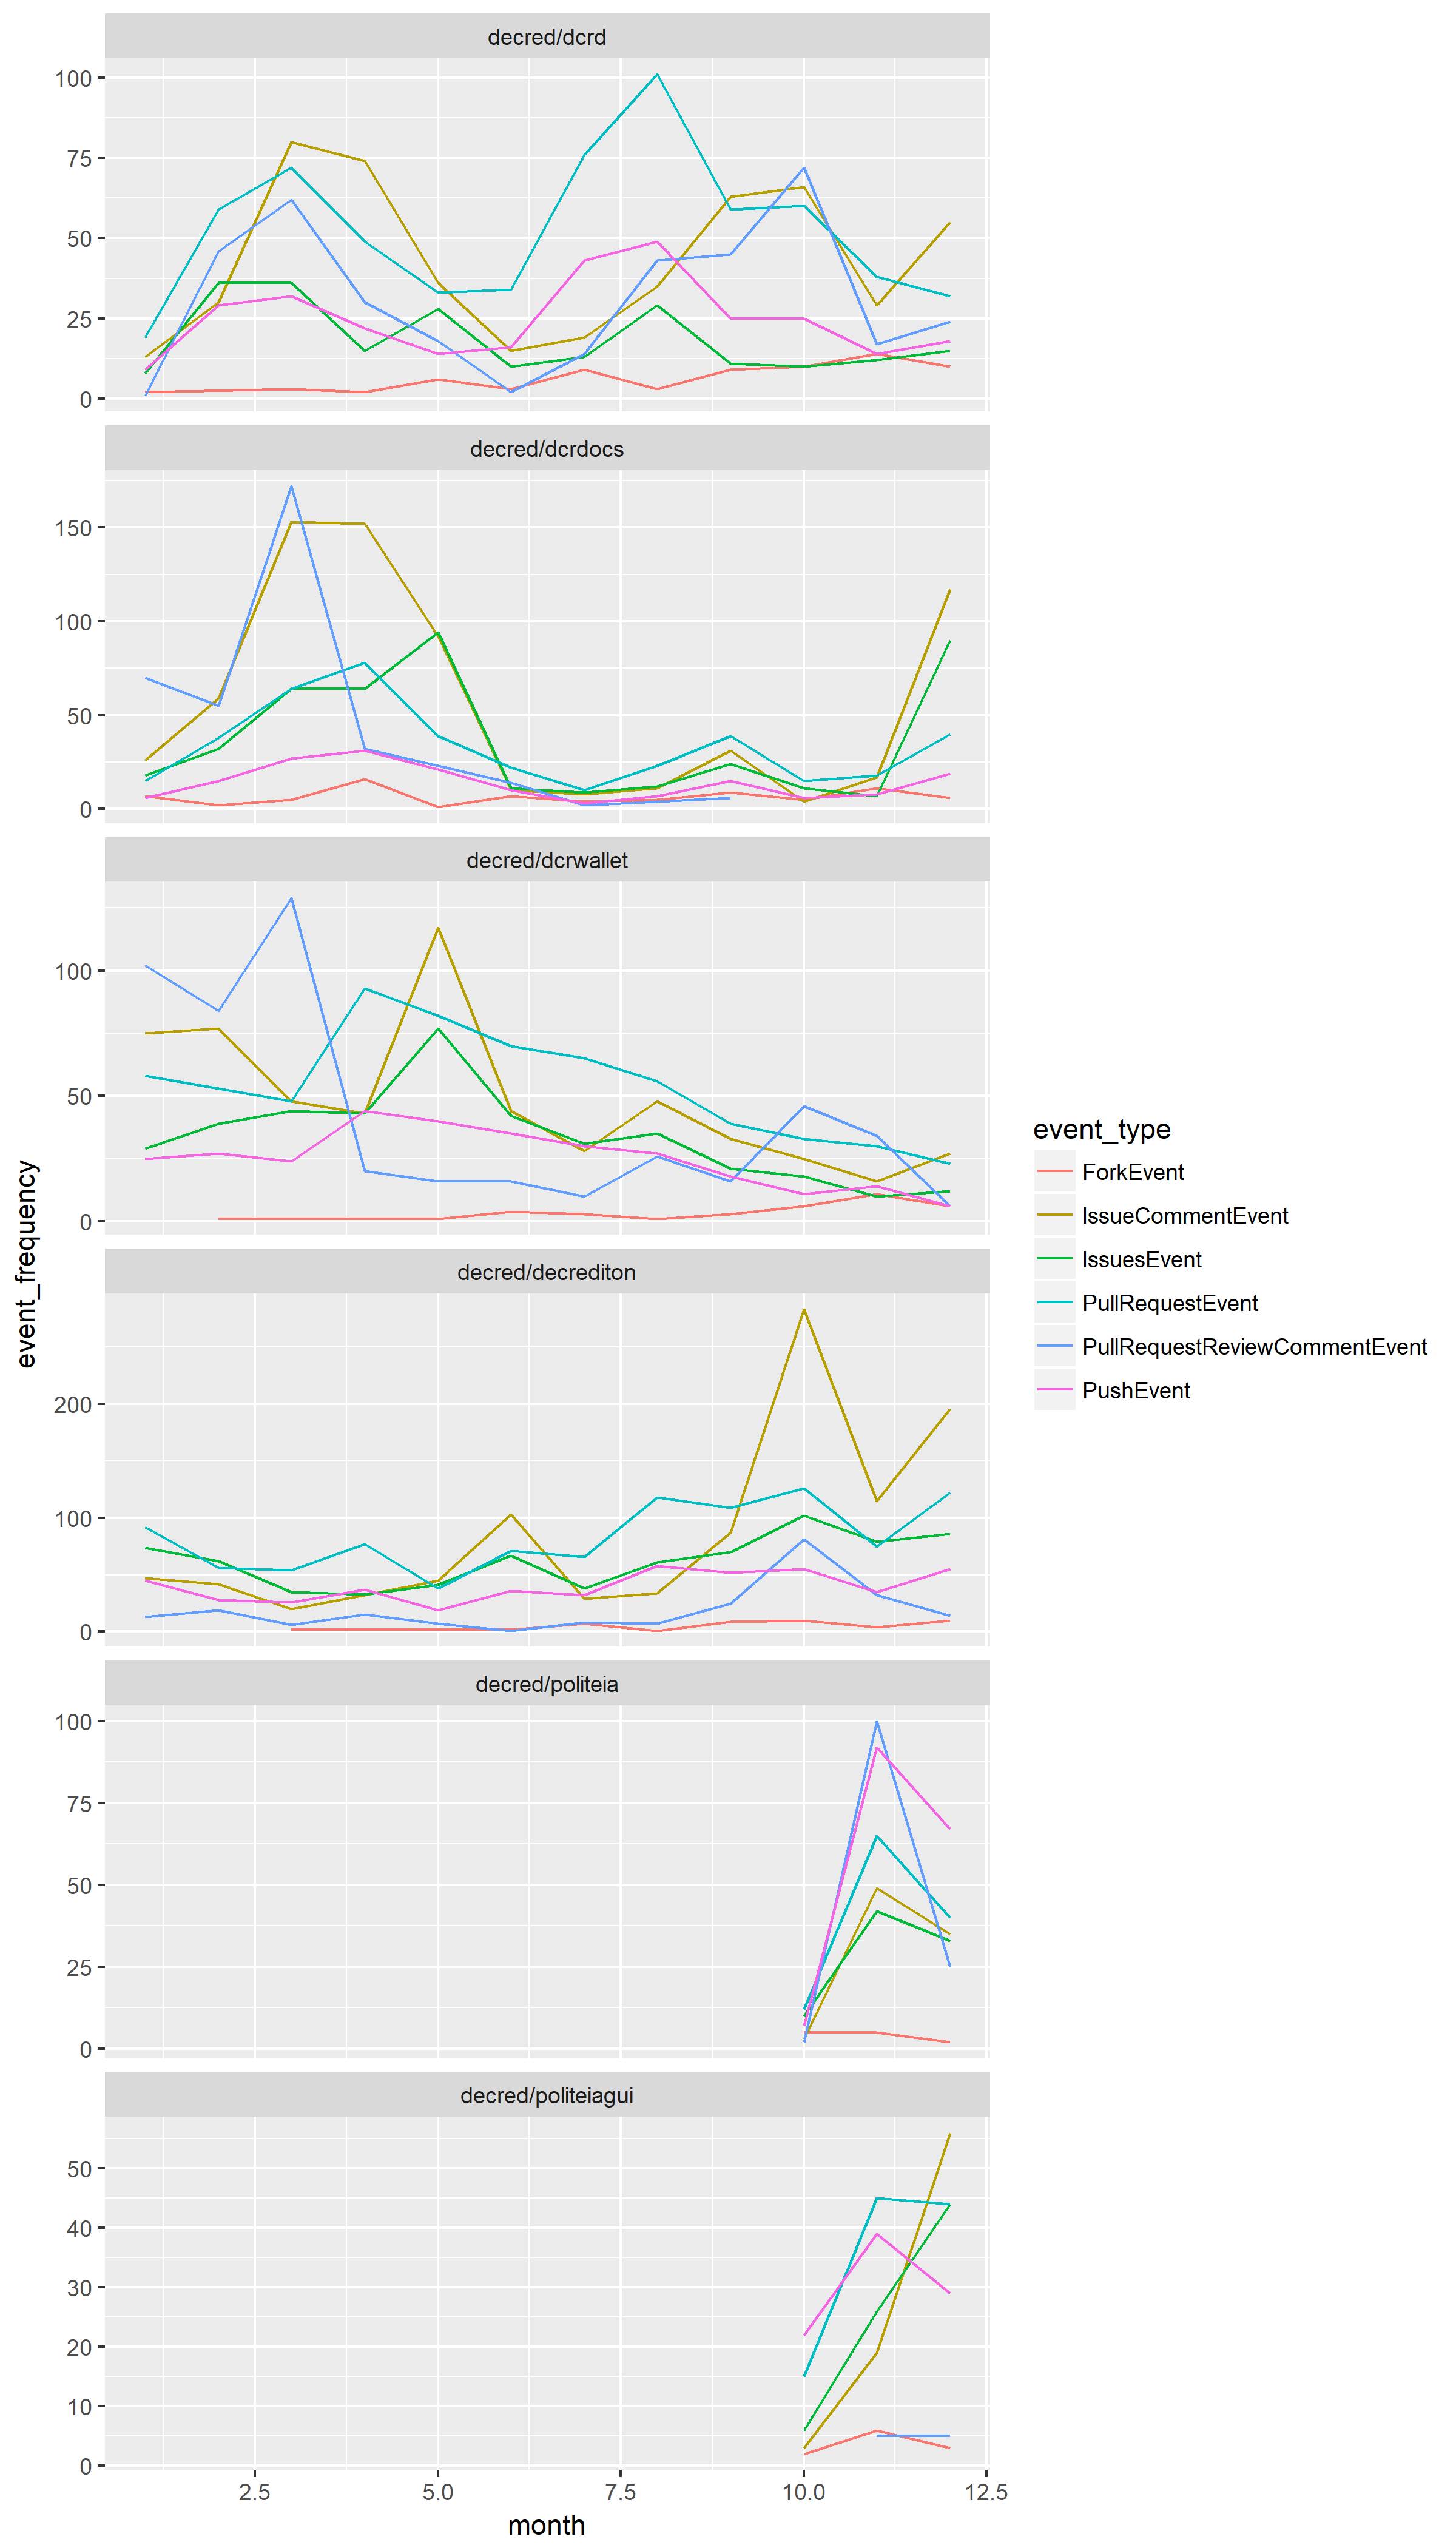 decred/dcrd
100
75
50
25
0
decred/dcrdocs
150
100
50
0
decred/dcrwallet
100
50
0
decred/decrediton
200
100
0
decred/politeia
100
75
50
25
0
decred/politeiagui
50
40
30
20
10
0
2.5 5.0 7.5 10.0 12.5
month
event_frequency
event_type
ForkEvent
IssueCommentEvent
IssuesEvent
PullRequestEvent
PullRequestReviewCommentEvent
PushEvent